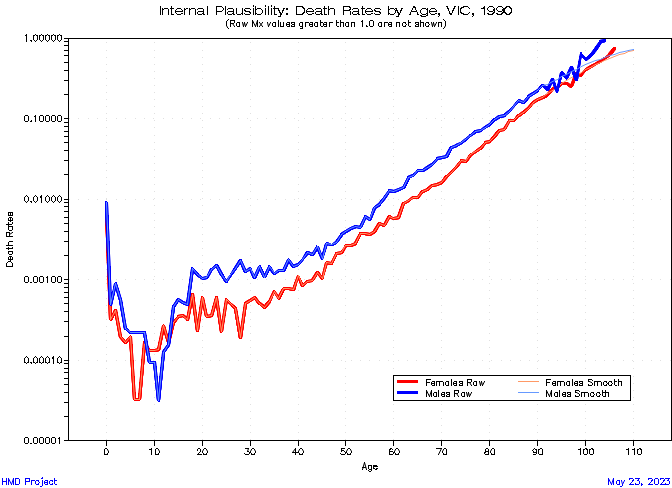 Internal Plausibility: Death Rates by Age, VIC, 1990
(Raw Mx values greater than 1.0 are not shown)
1.00000
0.10000
0.01000
0.00100
0.00010
0.00001
Death Rates
Females Raw
Females Smooth
Males Raw
Males Smooth
0 10 20 30 40 50 60 70 80 90 100 110
Age
HMD Project
May 23, 2023